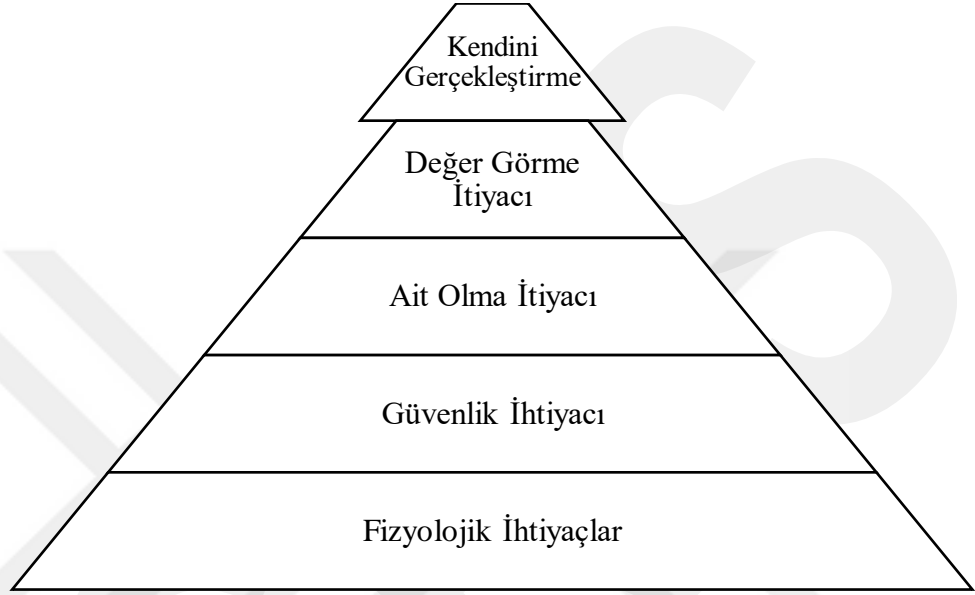 Kendini
Gerçekleştirme
Değer Görme
İtiyacı
Ait Olma İtiyacı
Güvenlik İhtiyacı
Fizyolojik İhtiyaçlar